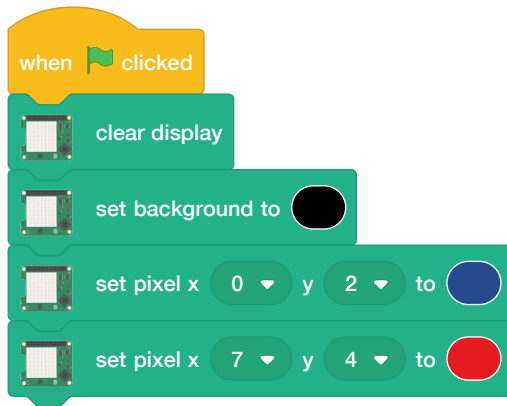 when clicked
clear display
set background to
set pixel x 0 y 2 to
set pixel x 7 y 4 to